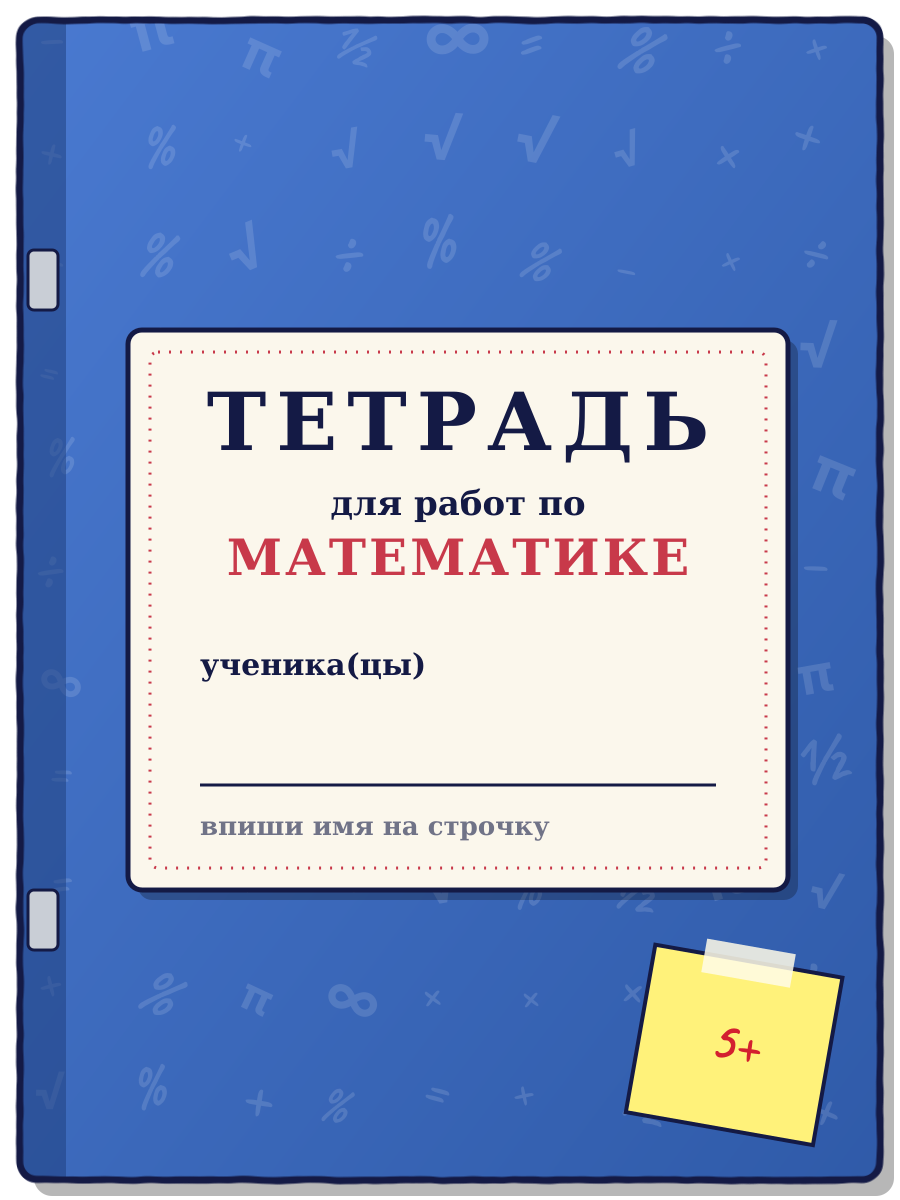 ТЕТРАДЬ
для работ по
МАТЕМАТИКЕ
ученика(цы)
впиши имя на строчку
5+